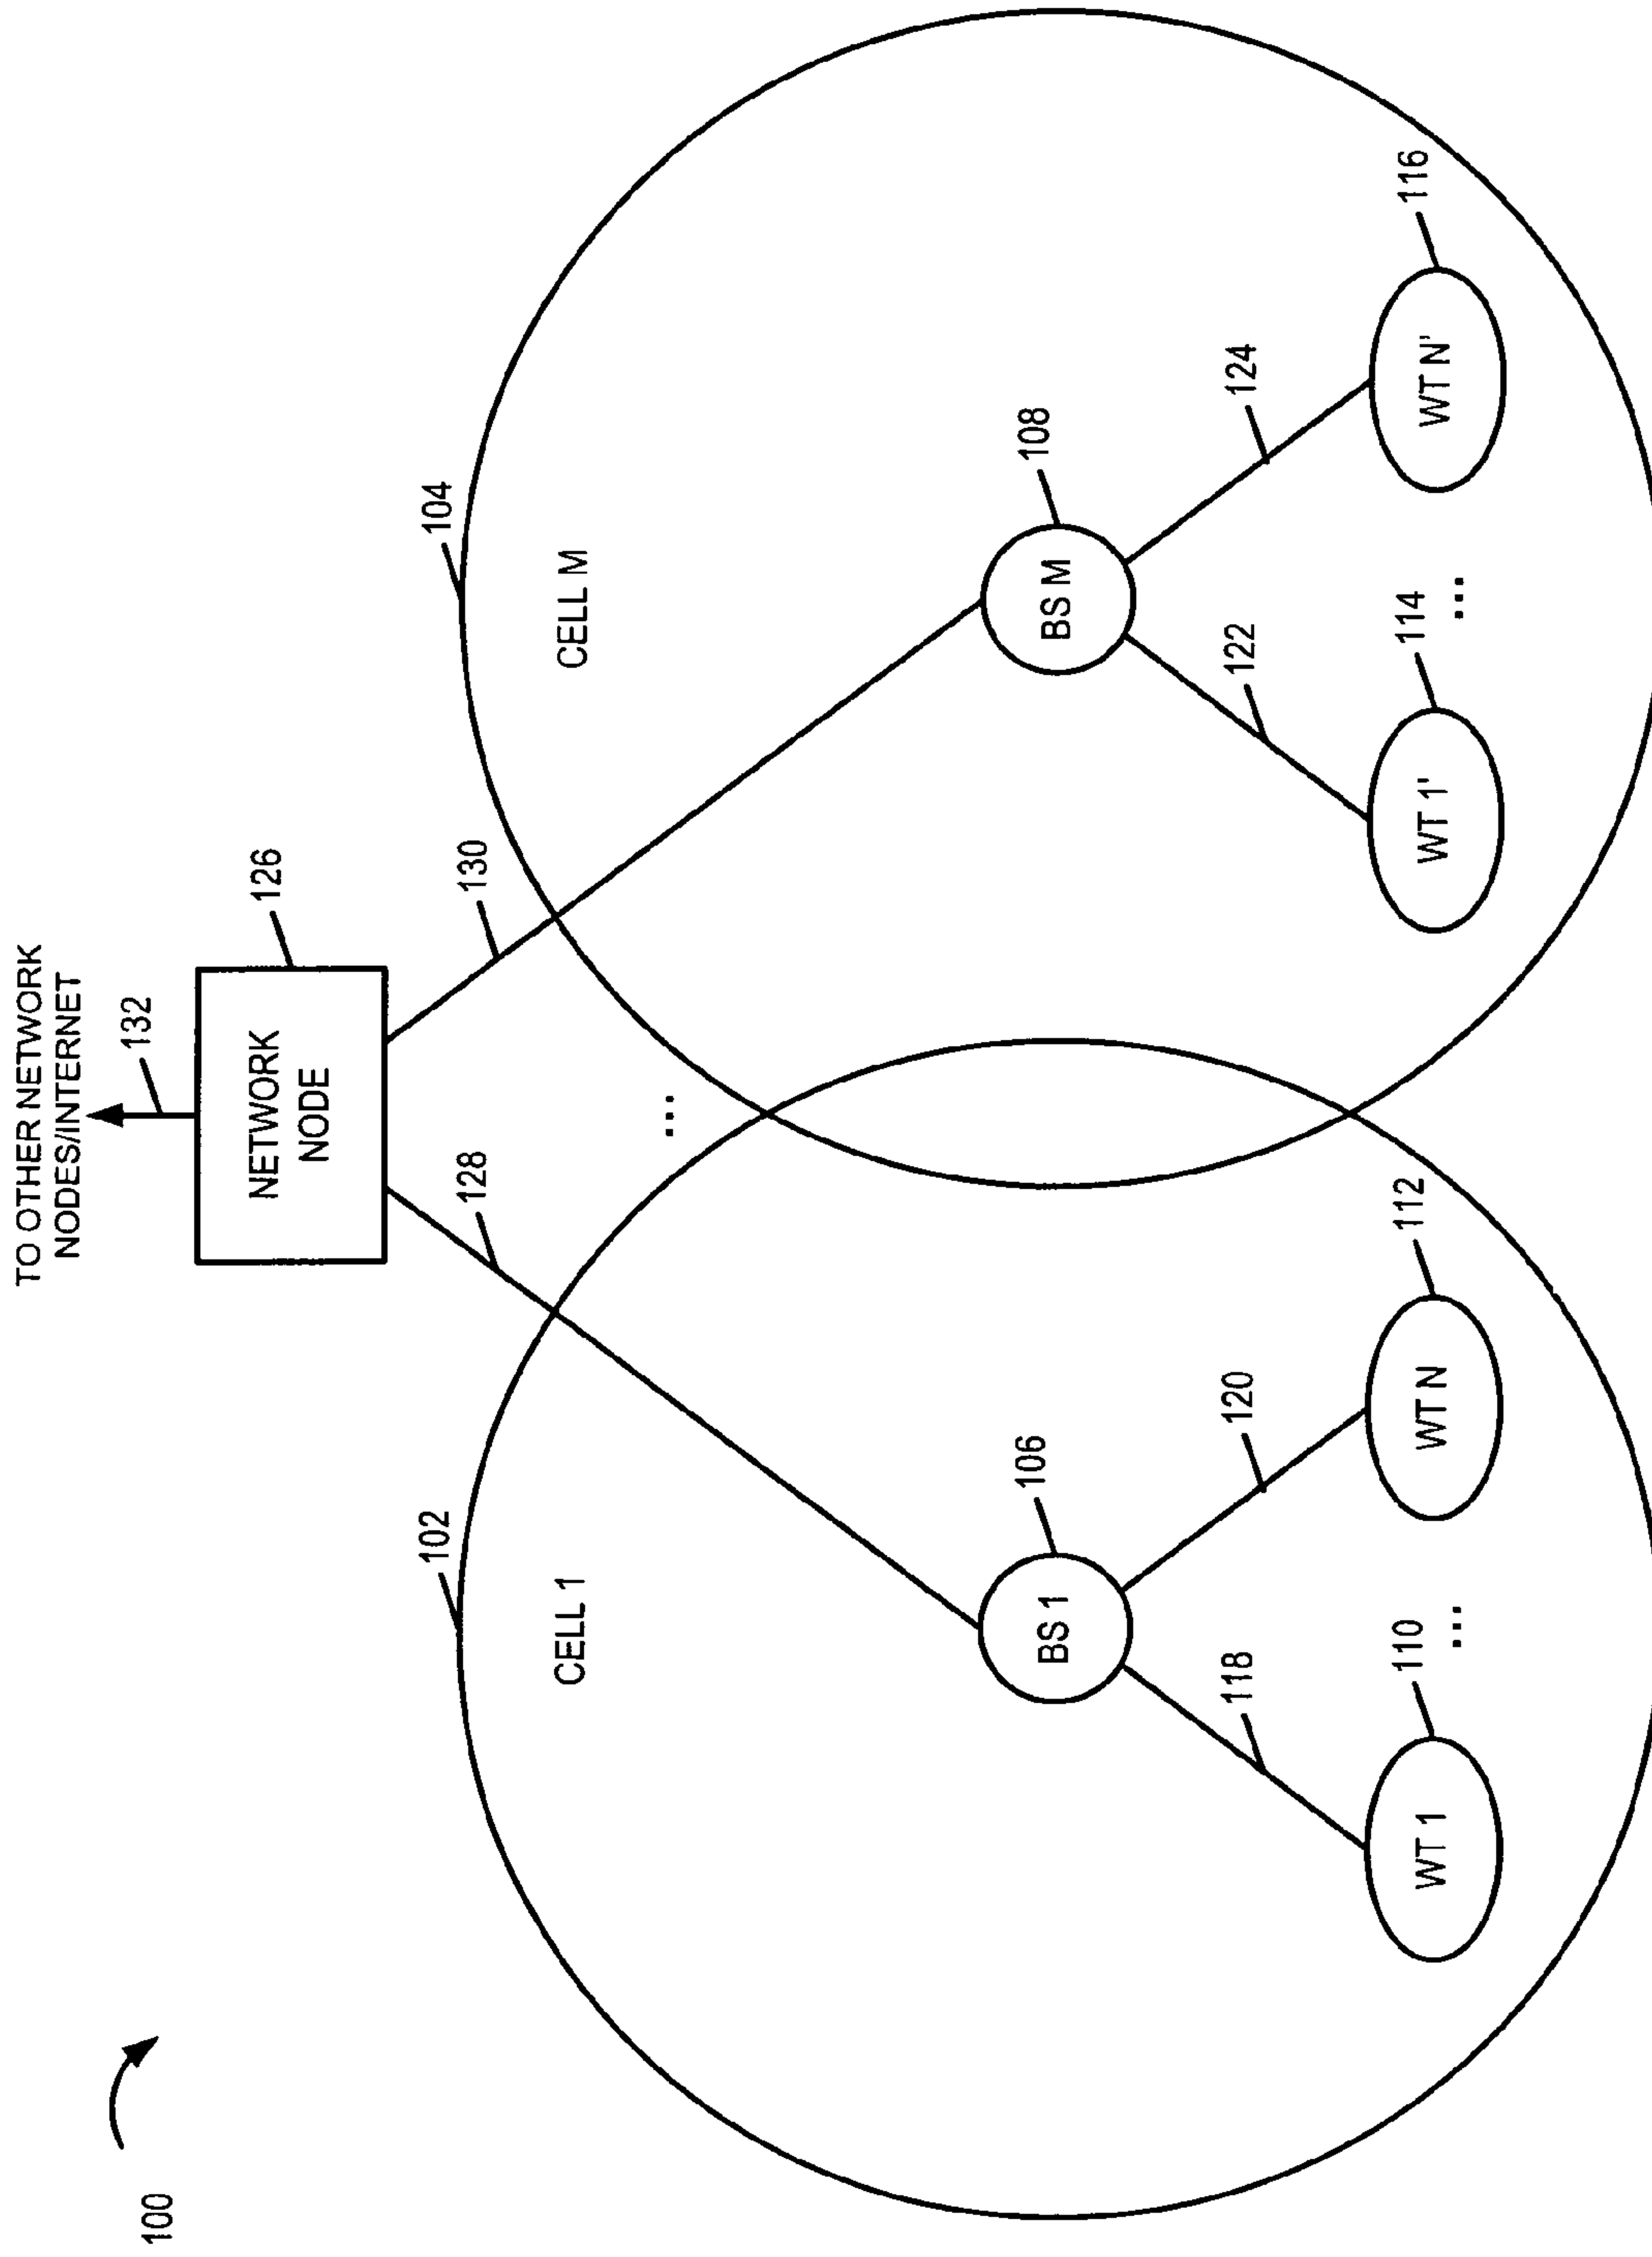 100
TO OTHER NETWORK
NODES/INTERNET
132
NETWORK
NODE
126
128
130
102
104
CELL 1
CELL M
...
106
108
BS 1
BS M
118
120
122
124
110
112
114
116
WT 1
...
WT N
WT 1'
...
WT N'